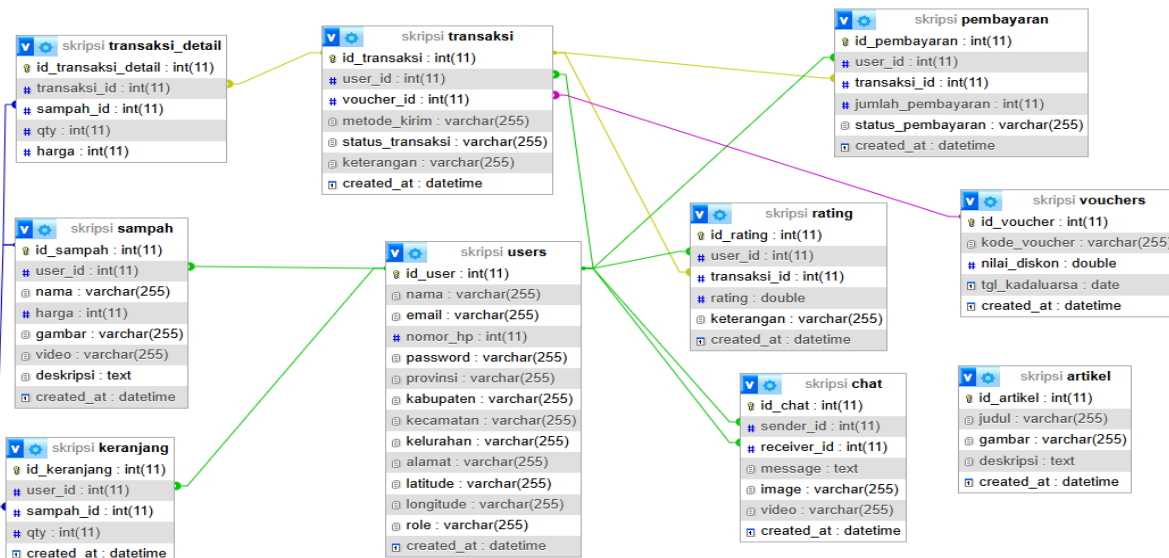 skripsi transaksi_detail
id_transaksi_detail : int(11)
transaksi_id : int(11)
sampah_id : int(11)
qty : int(11)
harga : int(11)
skripsi transaksi
id_transaksi : int(11)
user_id : int(11)
voucher_id : int(11)
metode_kirim : varchar(255)
status_transaksi : varchar(255)
keterangan : varchar(255)
created_at : datetime
skripsi pembayaran
id_pembayaran : int(11)
user_id : int(11)
transaksi_id : int(11)
jumlah_pembayaran : int(11)
status_pembayaran : varchar(255)
created_at : datetime
skripsi sampah
id_sampah : int(11)
user_id : int(11)
nama : varchar(255)
harga : int(11)
gambar : varchar(255)
video : varchar(255)
deskripsi : text
created_at : datetime
skripsi users
id_user : int(11)
nama : varchar(255)
email : varchar(255)
nomor_hp : int(11)
password : varchar(255)
provinsi : varchar(255)
kabupaten : varchar(255)
kecamatan : varchar(255)
kelurahan : varchar(255)
alamat : varchar(255)
latitude : varchar(255)
longitude : varchar(255)
role : varchar(255)
created_at : datetime
skripsi rating
id_rating : int(11)
user_id : int(11)
transaksi_id : int(11)
rating : double
keterangan : varchar(255)
created_at : datetime
skripsi vouchers
id_voucher : int(11)
kode_voucher : varchar(255)
nilai_diskon : double
tgl_kadaluarsa : date
created_at : datetime
skripsi keranjang
id_keranjang : int(11)
user_id : int(11)
sampah_id : int(11)
qty : int(11)
created_at : datetime
skripsi chat
id_chat : int(11)
sender_id : int(11)
receiver_id : int(11)
message : text
image : varchar(255)
video : varchar(255)
created_at : datetime
skripsi artikel
id_artikel : int(11)
judul : varchar(255)
gambar : varchar(255)
deskripsi : text
created_at : datetime